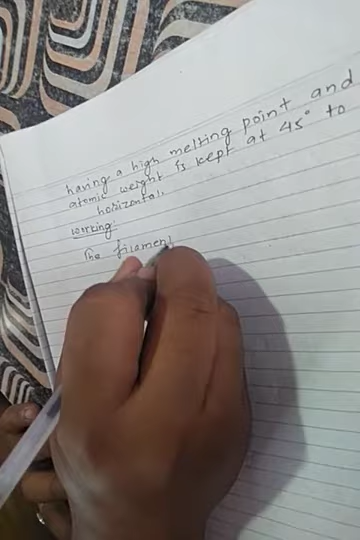 having a high melting point and
atomic weight is kept at 45° to
horizontal.
working:
The filament